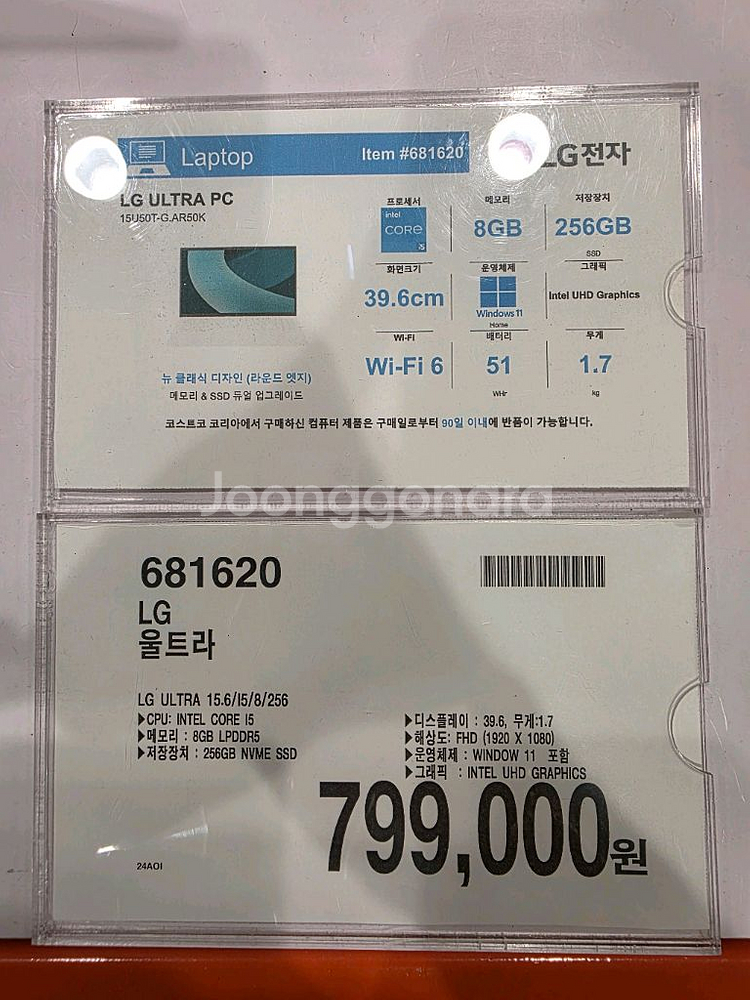 Laptop
Item #681620
LG전자
LG ULTRA PC
15U50T-G.AR50K
프로세서
메모리
저장장치
intel
CORE i5
8GB
256GB
SSD
화면크기
운영체제
그래픽
39.6cm
Windows 11
Home
Intel UHD Graphics
Wi-Fi
배터리
무게
Wi-Fi 6
51
WHr
1.7
kg
뉴 클래식 디자인 (라운드 엣지)
메모리 & SSD 듀얼 업그레이드
코스트코 코리아에서 구매하신 컴퓨터 제품은 구매일로부터 90일 이내에 반품이 가능합니다.
Joonggonara
681620
LG
울트라
LG ULTRA 15.6/I5/8/256
▶CPU: INTEL CORE I5
▶메모리 : 8GB LPDDR5
▶저장장치 : 256GB NVME SSD
▶디스플레이 : 39.6, 무게:1.7
▶해상도: FHD (1920 X 1080)
▶운영체제 : WINDOW 11 포함
▶그래픽 : INTEL UHD GRAPHICS
799,000원
24AOI